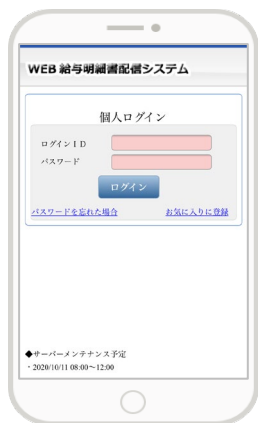 WEB 給与明細書配信システム
個人ログイン
ログインＩＤ
パスワード
ログイン
パスワードを忘れた場合 お気に入りに登録
◆サーバーメンテナンス予定
・2020/10/11 08:00～12:00